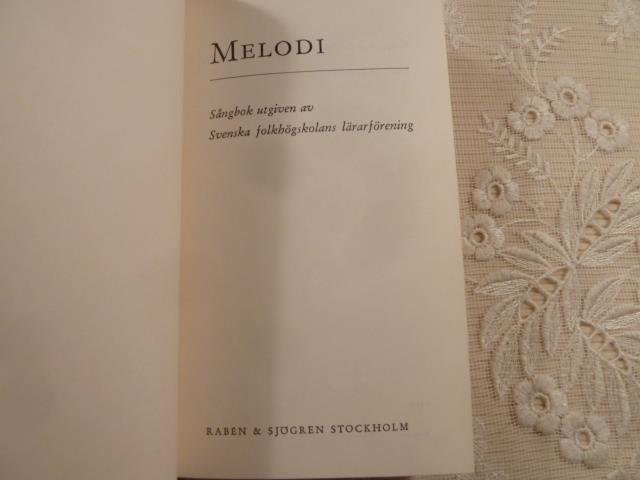 MELODI
Sångbok utgiven av
Svenska folkhögskolans lärarförening
RABÉN & SJÖGREN STOCKHOLM